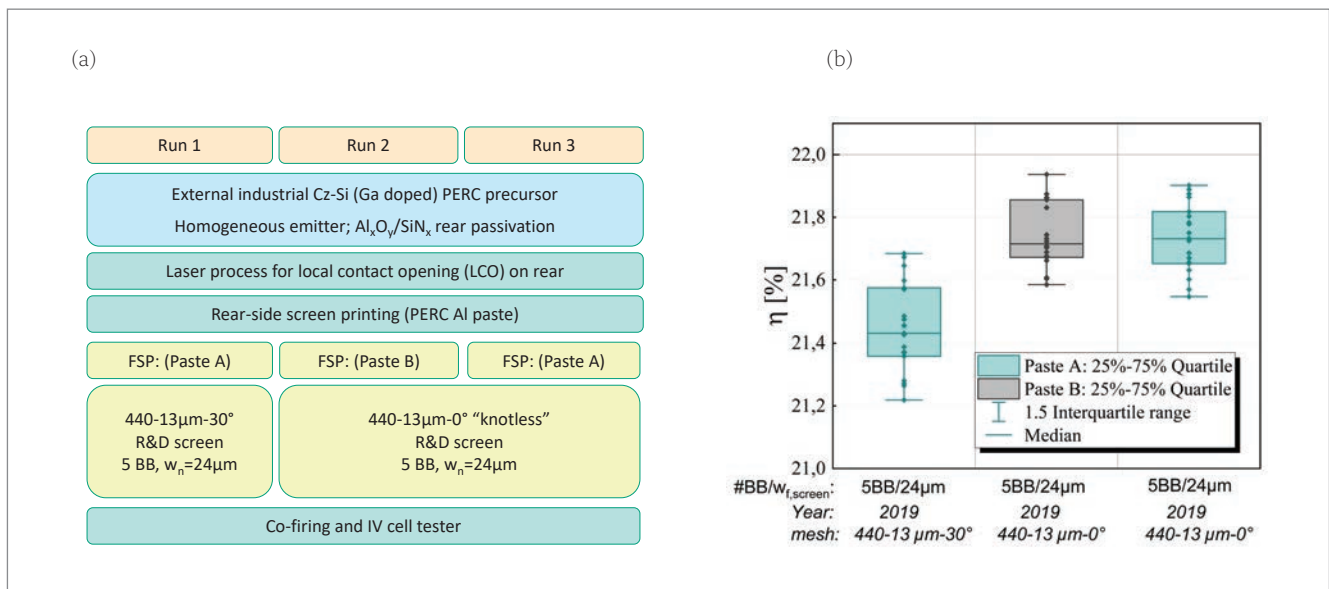 (a)
Run 1
Run 2
Run 3
External industrial Cz-Si (Ga doped) PERC precursor
Homogeneous emitter; AlxOy/SiNx rear passivation
Laser process for local contact opening (LCO) on rear
Rear-side screen printing (PERC Al paste)
FSP: (Paste A)
FSP: (Paste B)
FSP: (Paste A)
440-13µm-30°
R&D screen
5 BB, wn=24µm
440-13µm-0° “knotless”
R&D screen
5 BB, wn=24µm
Co-firing and IV cell tester
(b)
η [%]
22,0
21,8
21,6
21,4
21,2
21,0
Paste A: 25%-75% Quartile
Paste B: 25%-75% Quartile
1.5 Interquartile range
Median
#BB/wf,screen: 5BB/24µm 5BB/24µm 5BB/24µm
Year: 2019 2019 2019
mesh: 440-13 µm-30° 440-13 µm-0° 440-13 µm-0°